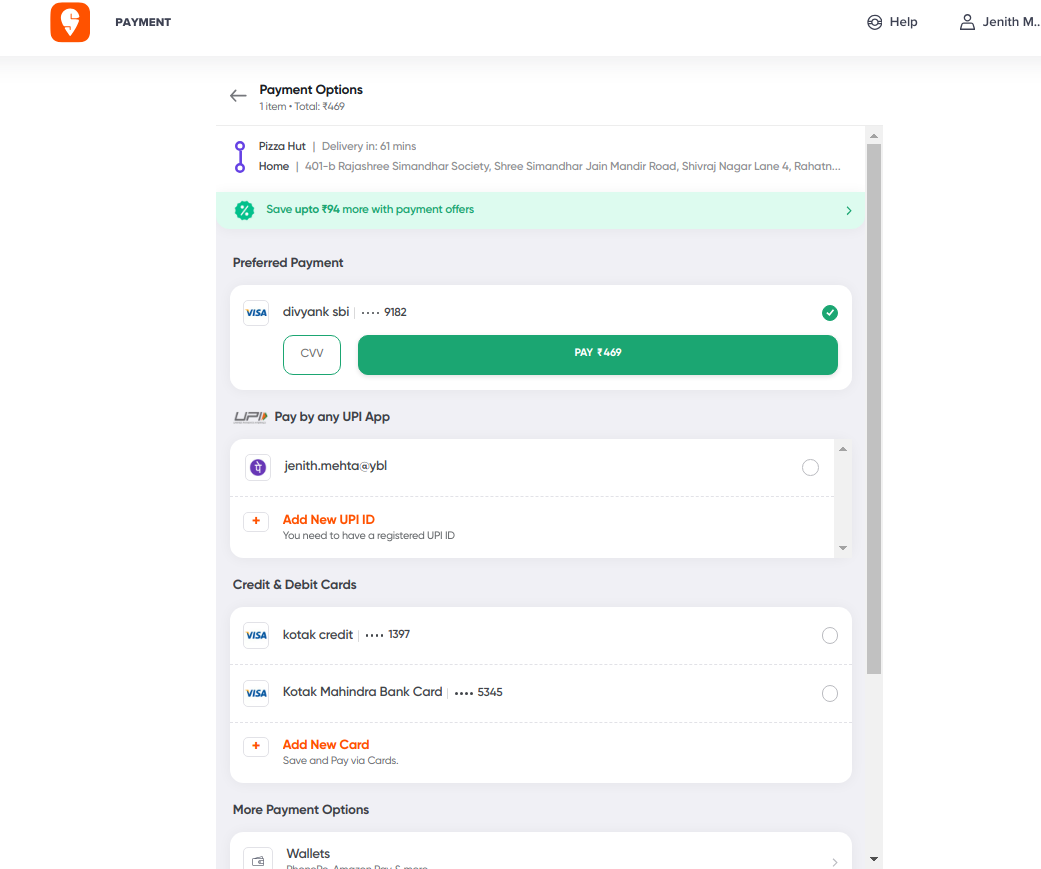 PAYMENT
Help
Jenith M..
Payment Options
1 item • Total: ₹469
Pizza Hut | Delivery in: 61 mins
Home | 401-b Rajashree Simandhar Society, Shree Simandhar Jain Mandir Road, Shivraj Nagar Lane 4, Rahatn...
Save upto ₹94 more with payment offers
Preferred Payment
VISA divyank sbi | •••• 9182
CVV
PAY ₹469
UPI Pay by any UPI App
jenith.mehta@ybl
+ Add New UPI ID
You need to have a registered UPI ID
Credit & Debit Cards
VISA kotak credit | •••• 1397
VISA Kotak Mahindra Bank Card | •••• 5345
+ Add New Card
Save and Pay via Cards.
More Payment Options
Wallets
PhonePe, Amazon Pay & more